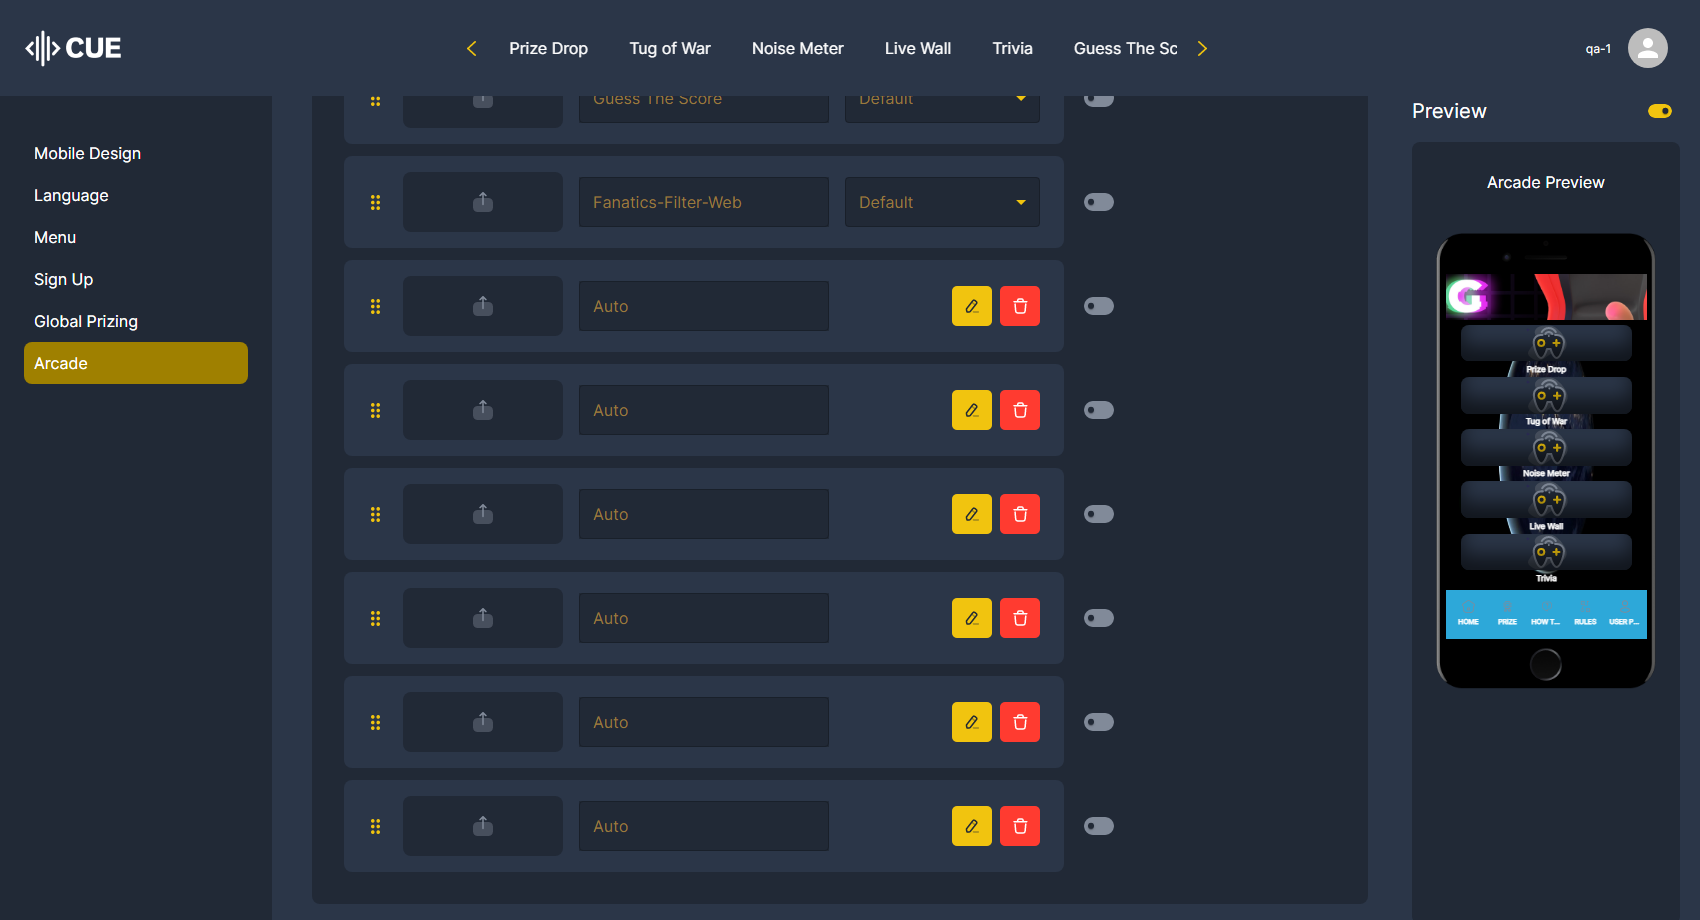 CUE
Prize Drop
Tug of War
Noise Meter
Live Wall
Trivia
Guess The Sc
qa-1
Mobile Design
Language
Menu
Sign Up
Global Prizing
Arcade
Guess The Score
Default
Fanatics-Filter-Web
Default
Auto
Auto
Auto
Auto
Auto
Auto
Preview
Arcade Preview
G
Prize Drop
Tug of War
Noise Meter
Live Wall
Trivia
HOME
PRIZE
HOW T...
RULES
USER P...